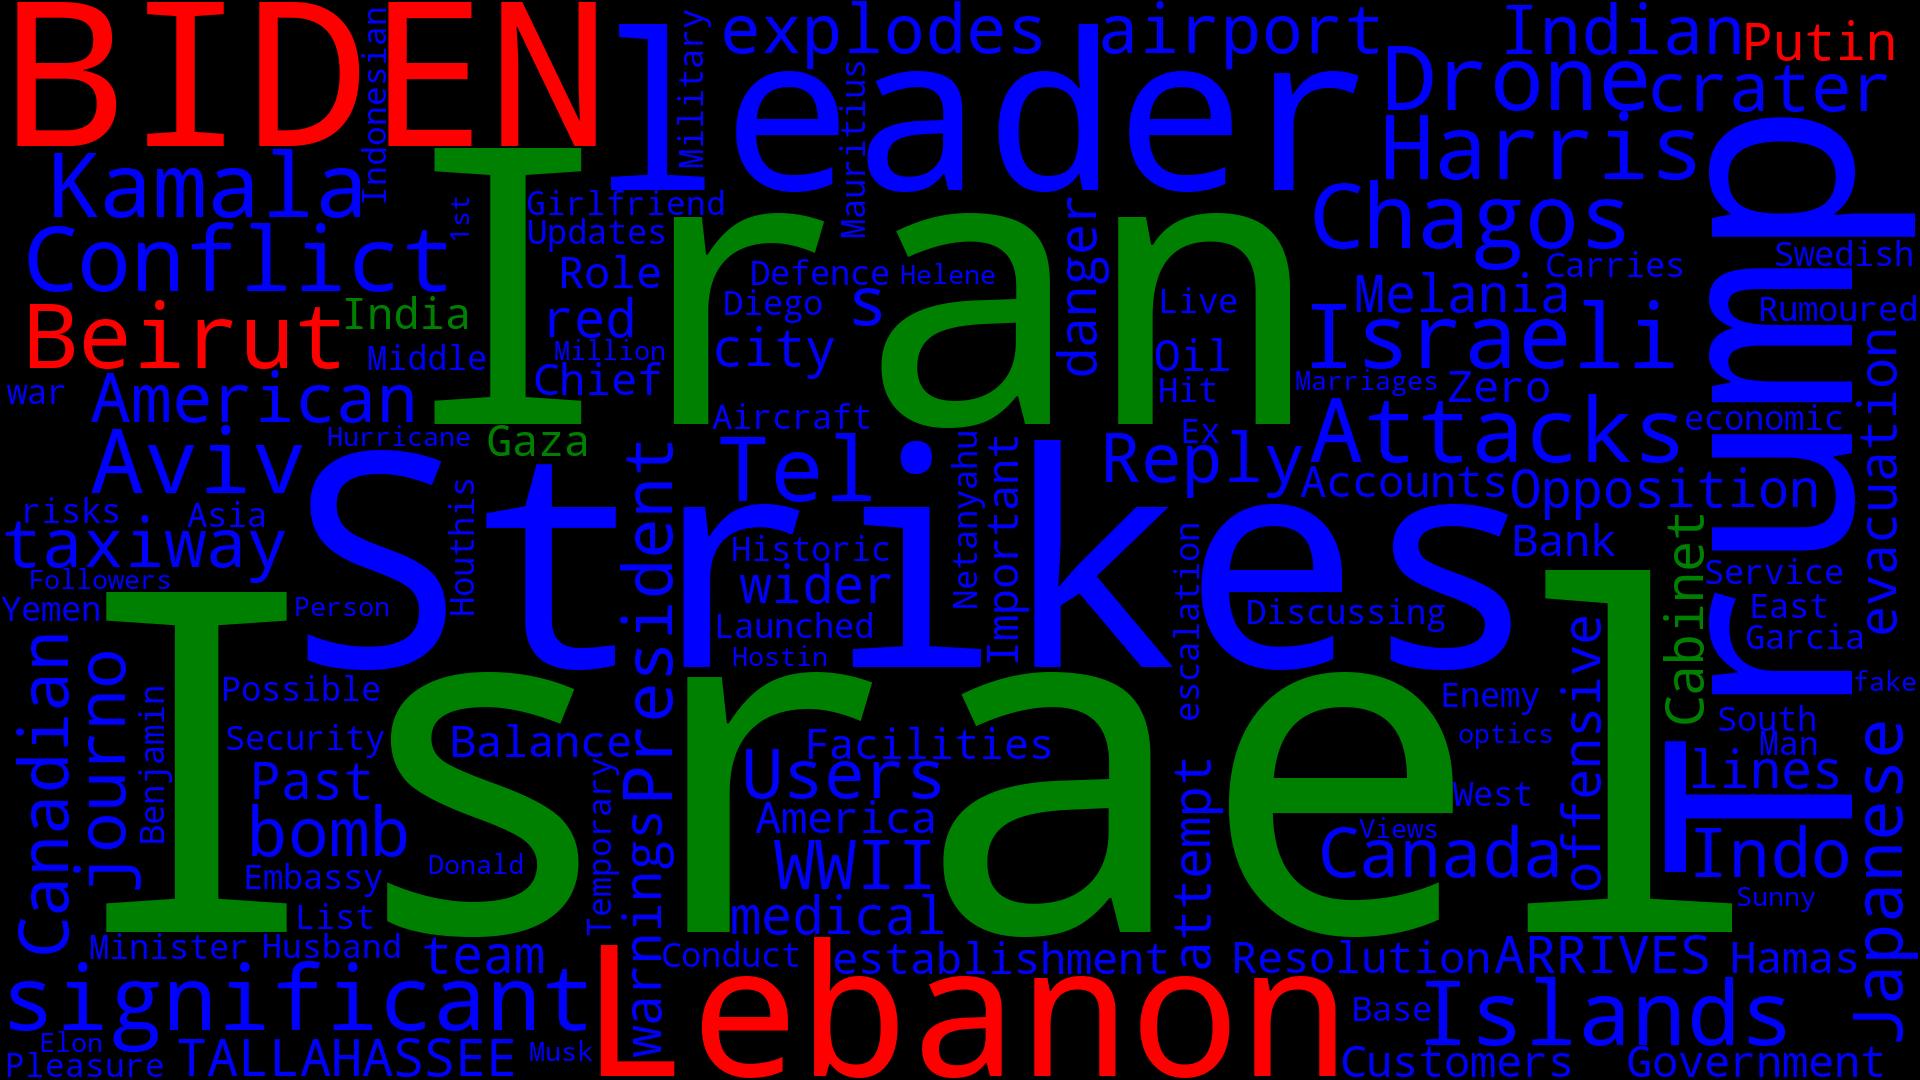 BIDEN
leader
explodes
airport
Indian
Putin
Indonesian
Military
Mauritius
Drone
crater
Harris
Kamala
1st
Girlfriend
Updates
Iran
danger
Chagos
Trump
Conflict
Role
Defence
Helene
s
Carries
Swedish
Beirut
India
red
Diego
Live
Melania
Israeli
Rumoured
Middle
Million
city
Oil
evacuation
war
American
Chief
Hit
Marriages
Zero
Aircraft
Attacks
economic
Hurricane
Gaza
Ex
Aviv
Strikes
Tel
Reply
Accounts
Opposition
President
Netanyahu
Important
risks
Asia
Houthis
taxiway
Historic
wider
escalation
Bank
Cabinet
Followers
Service
Yemen
Person
Launched
Discussing
East
Garcia
Hostin
offensive
Canadian
journo
Benjamin
Israel
Possible
Enemy
fake
Security
Balance
Facilities
optics
South
Man
Past
Users
West
lines
Japanese
bomb
Temporary
warnings
America
attempt
Views
Canada
Indo
WWII
Embassy
Donald
Sunny
List
medical
Minister
Husband
team
Conduct
establishment
Resolution
ARRIVES
Hamas
significant
Lebanon
Base
Islands
Elon
Pleasure
TALLAHASSEE
Musk
Customers
Government